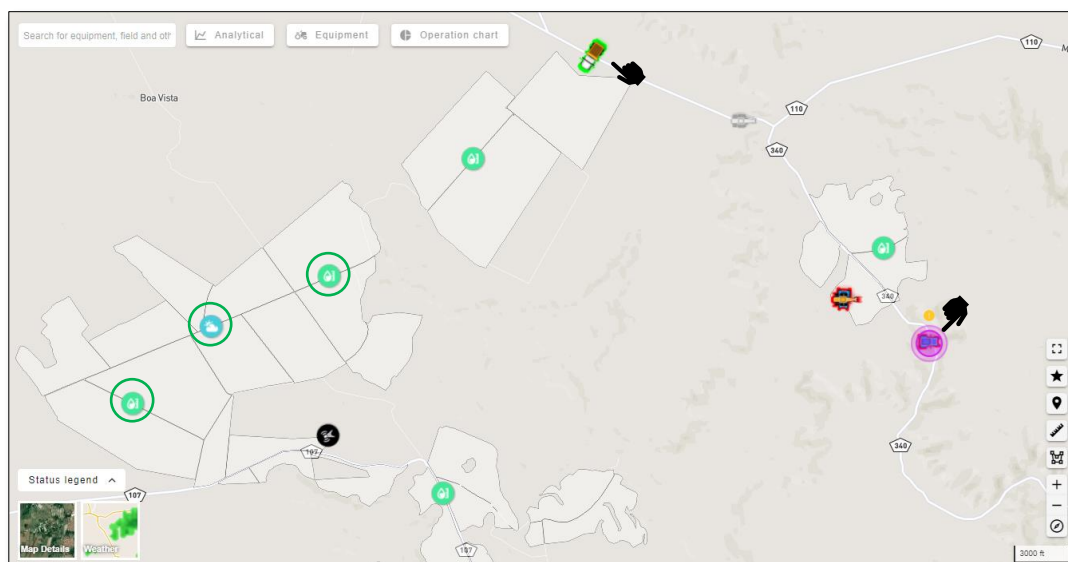 Search for equipment, field and oth
Analytical
Equipment
Operation chart
110
M
Boa Vista
110
340
340
340
107
Status legend
107
Map Details
Weather
107
3000 ft